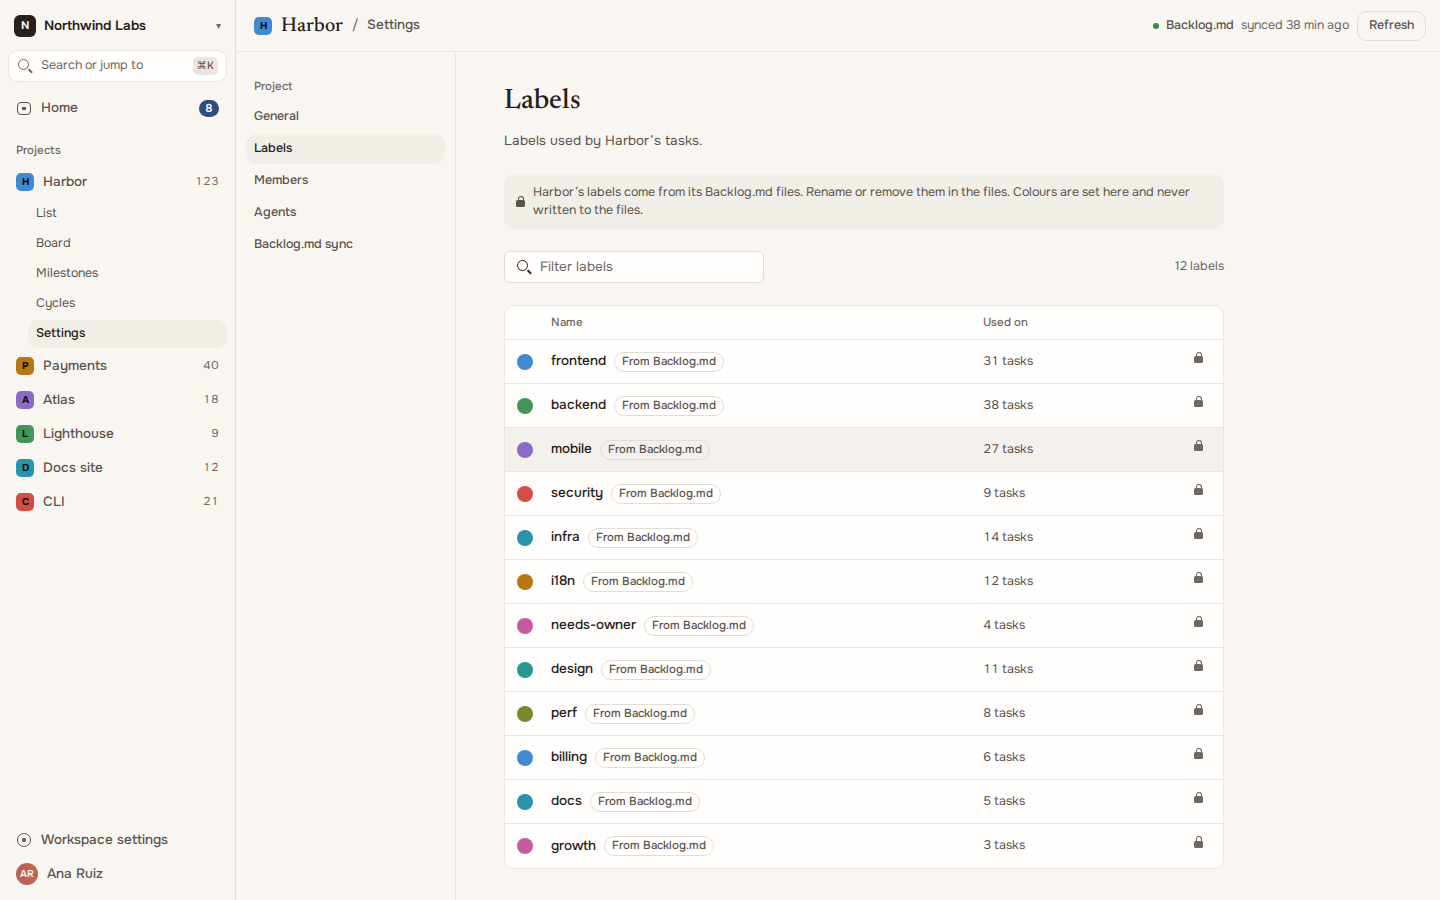 N Northwind Labs ▾
Search or jump to ⌘K
Home 8
Projects
H Harbor 123
List
Board
Milestones
Cycles
Settings
P Payments 40
A Atlas 18
L Lighthouse 9
D Docs site 12
C CLI 21
Workspace settings
AR Ana Ruiz
H Harbor / Settings
Backlog.md synced 38 min ago Refresh
Project
General
Labels
Members
Agents
Backlog.md sync
Labels
Labels used by Harbor's tasks.
Harbor's labels come from its Backlog.md files. Rename or remove them in the files. Colours are set here and never
written to the files.
Filter labels 12 labels
Name Used on
frontend From Backlog.md 31 tasks
backend From Backlog.md 38 tasks
mobile From Backlog.md 27 tasks
security From Backlog.md 9 tasks
infra From Backlog.md 14 tasks
i18n From Backlog.md 12 tasks
needs-owner From Backlog.md 4 tasks
design From Backlog.md 11 tasks
perf From Backlog.md 8 tasks
billing From Backlog.md 6 tasks
docs From Backlog.md 5 tasks
growth From Backlog.md 3 tasks